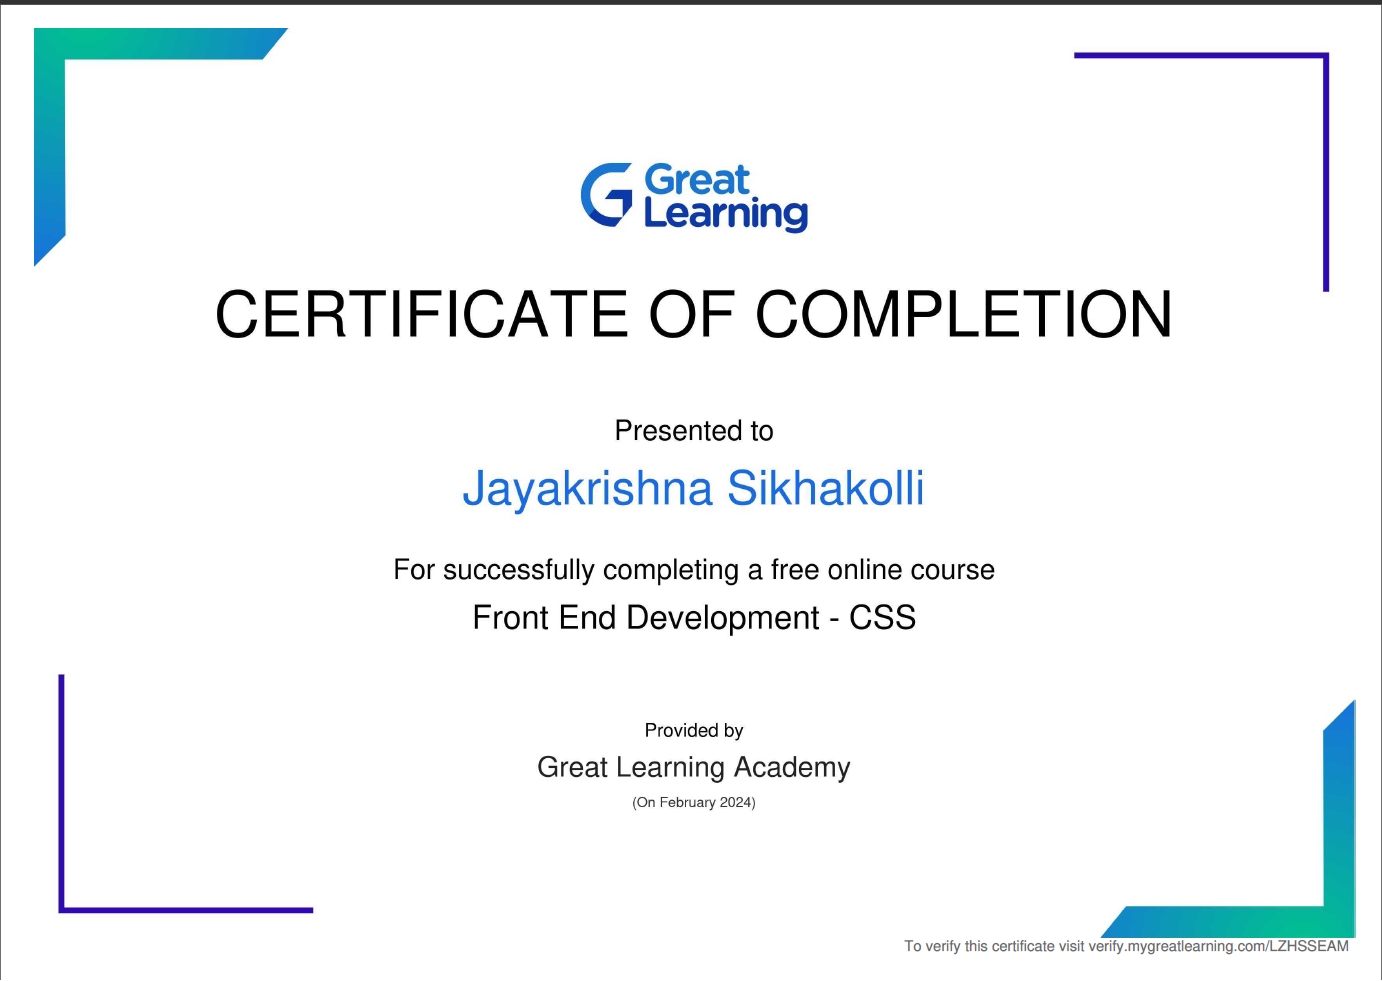 Great
Learning
CERTIFICATE OF COMPLETION
Presented to
Jayakrishna Sikhakolli
For successfully completing a free online course
Front End Development - CSS
Provided by
Great Learning Academy
(On February 2024)
To verify this certificate visit verify.mygreatlearning.com/LZHSSEAM